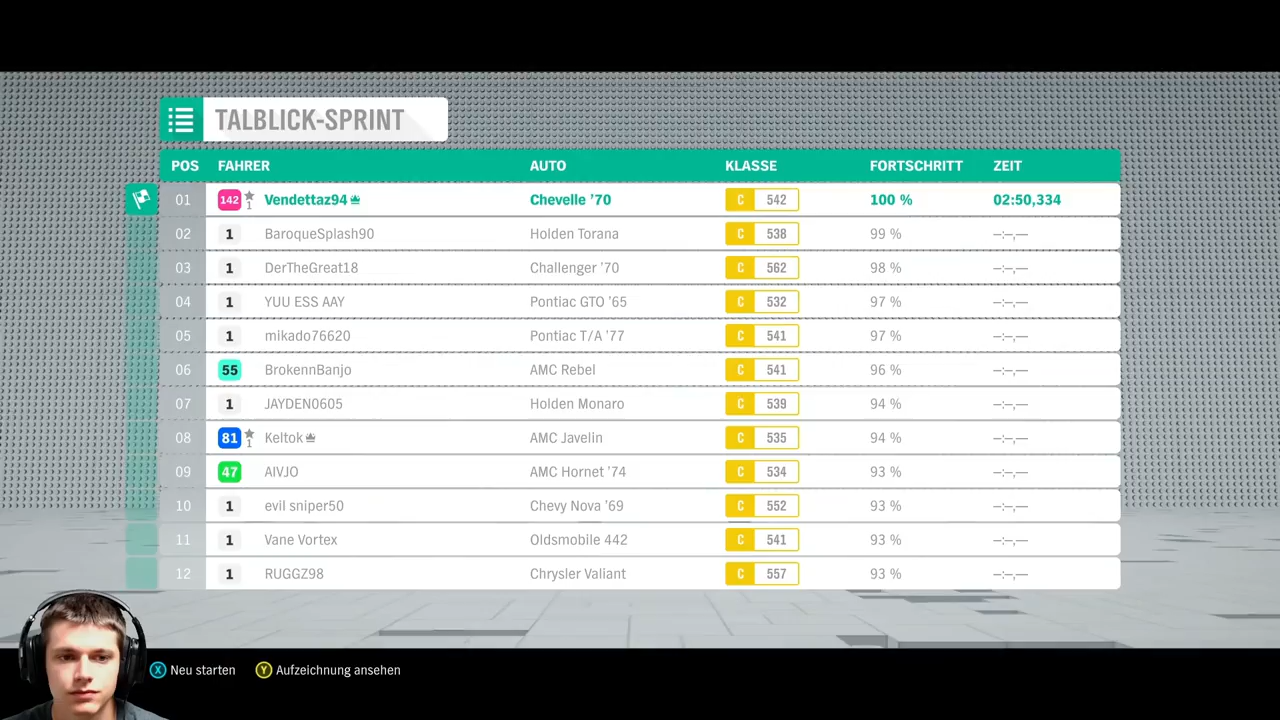 TALBLICK-SPRINT
POS FAHRER AUTO KLASSE FORTSCHRITT ZEIT
01 142 1 Vendettaz94 Chevelle ’70 C 542 100 % 02:50,334
02 1 BaroqueSplash90 Holden Torana C 538 99 % –:–,–
03 1 DerTheGreat18 Challenger ’70 C 562 98 % –:–,–
04 1 YUU ESS AAY Pontiac GTO ’65 C 532 97 % –:–,–
05 1 mikado76620 Pontiac T/A ’77 C 541 97 % –:–,–
06 55 BrokennBanjo AMC Rebel C 541 96 % –:–,–
07 1 JAYDEN0605 Holden Monaro C 539 94 % –:–,–
08 81 1 Keltok AMC Javelin C 535 94 % –:–,–
09 47 AIVJO AMC Hornet ’74 C 534 93 % –:–,–
10 1 evil sniper50 Chevy Nova ’69 C 552 93 % –:–,–
11 1 Vane Vortex Oldsmobile 442 C 541 93 % –:–,–
12 1 RUGGZ98 Chrysler Valiant C 557 93 % –:–,–
X Neu starten Y Aufzeichnung ansehen